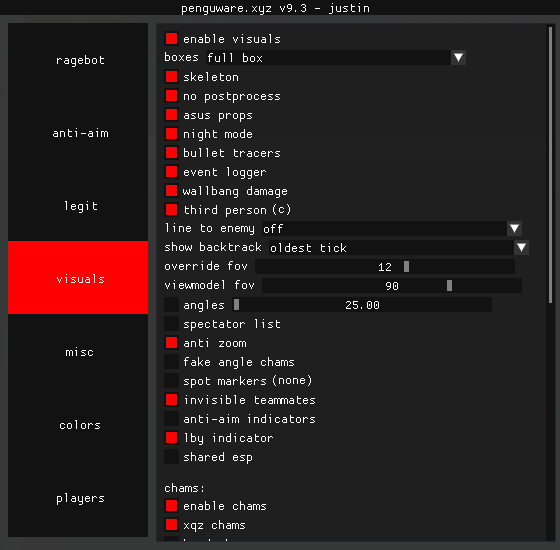 penguware.xyz v9.3 - justin
ragebot
anti-aim
legit
visuals
misc
colors
players
enable visuals
boxes full box
skeleton
no postprocess
asus props
night mode
bullet tracers
event logger
wallbang damage
third person (c)
line to enemy off
show backtrack oldest tick
override fov 12
viewmodel fov 90
angles 25.00
spectator list
anti zoom
fake angle chams
spot markers (none)
invisible teammates
anti-aim indicators
lby indicator
shared esp
chams:
enable chams
xqz chams